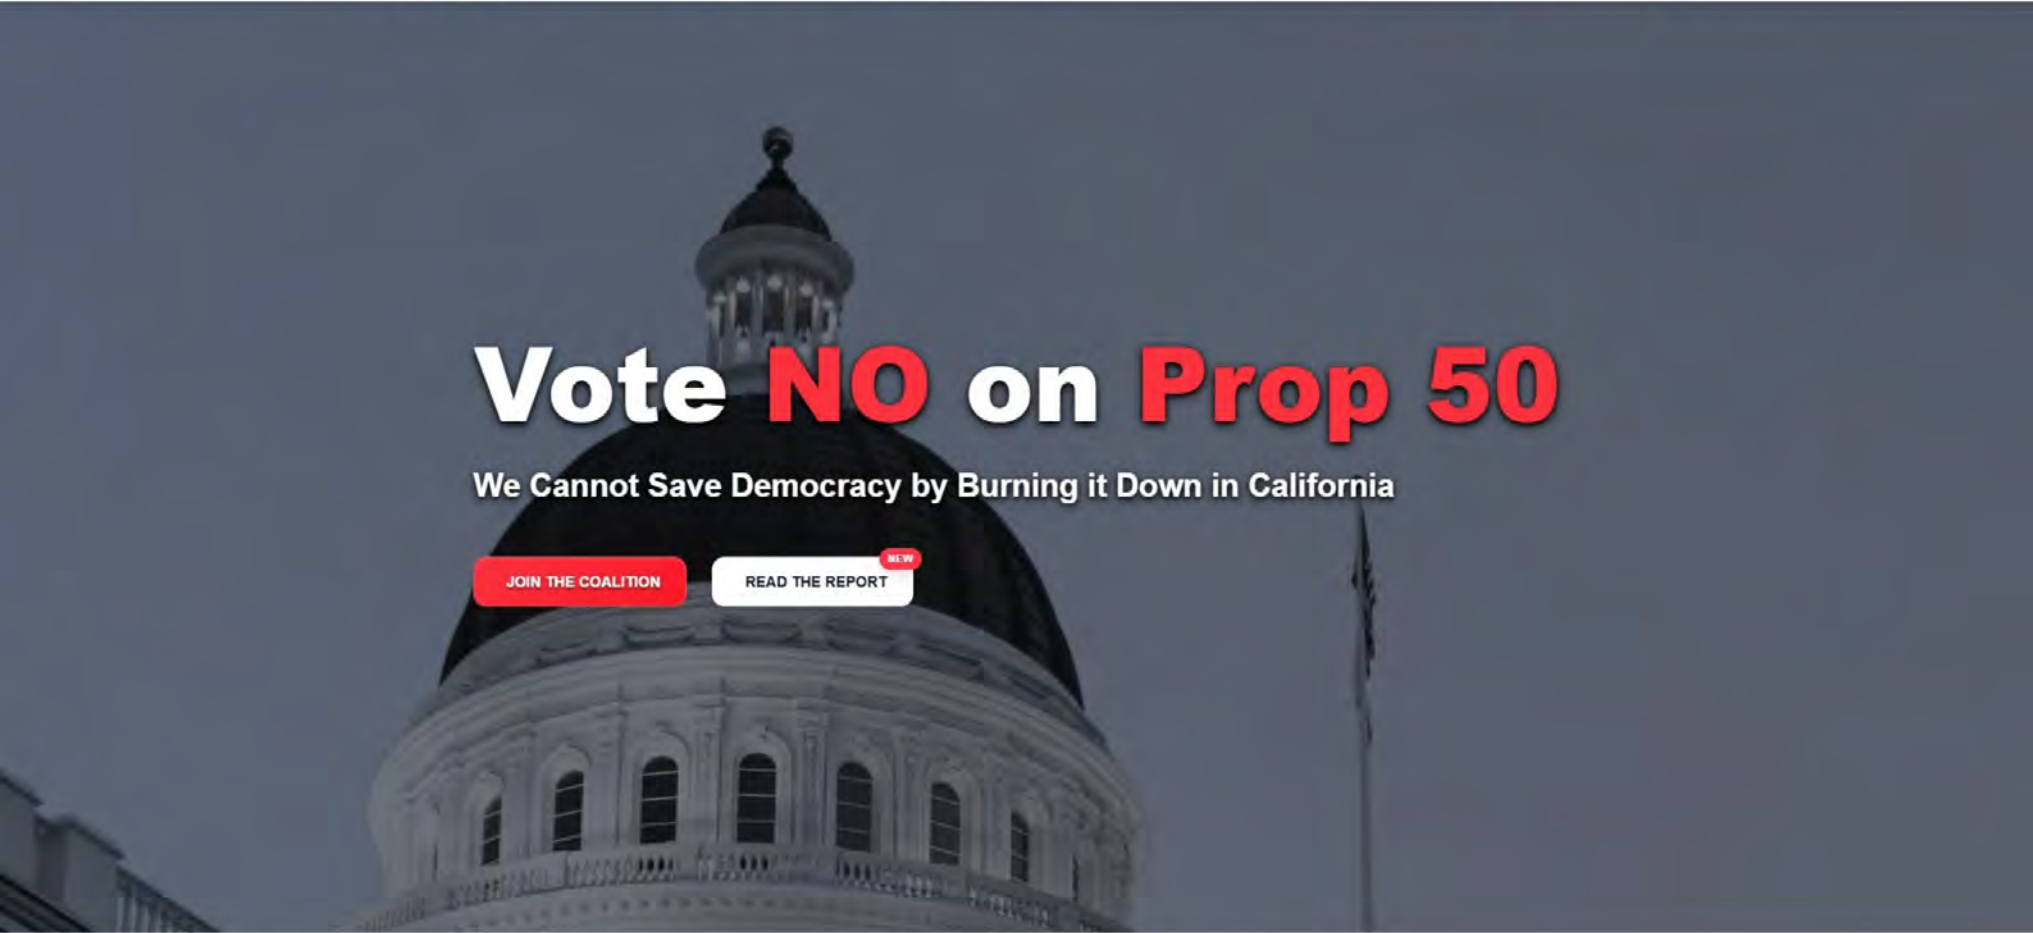 Vote NO on Prop 50
We Cannot Save Democracy by Burning it Down in California
JOIN THE COALITION
READ THE REPORT
NEW